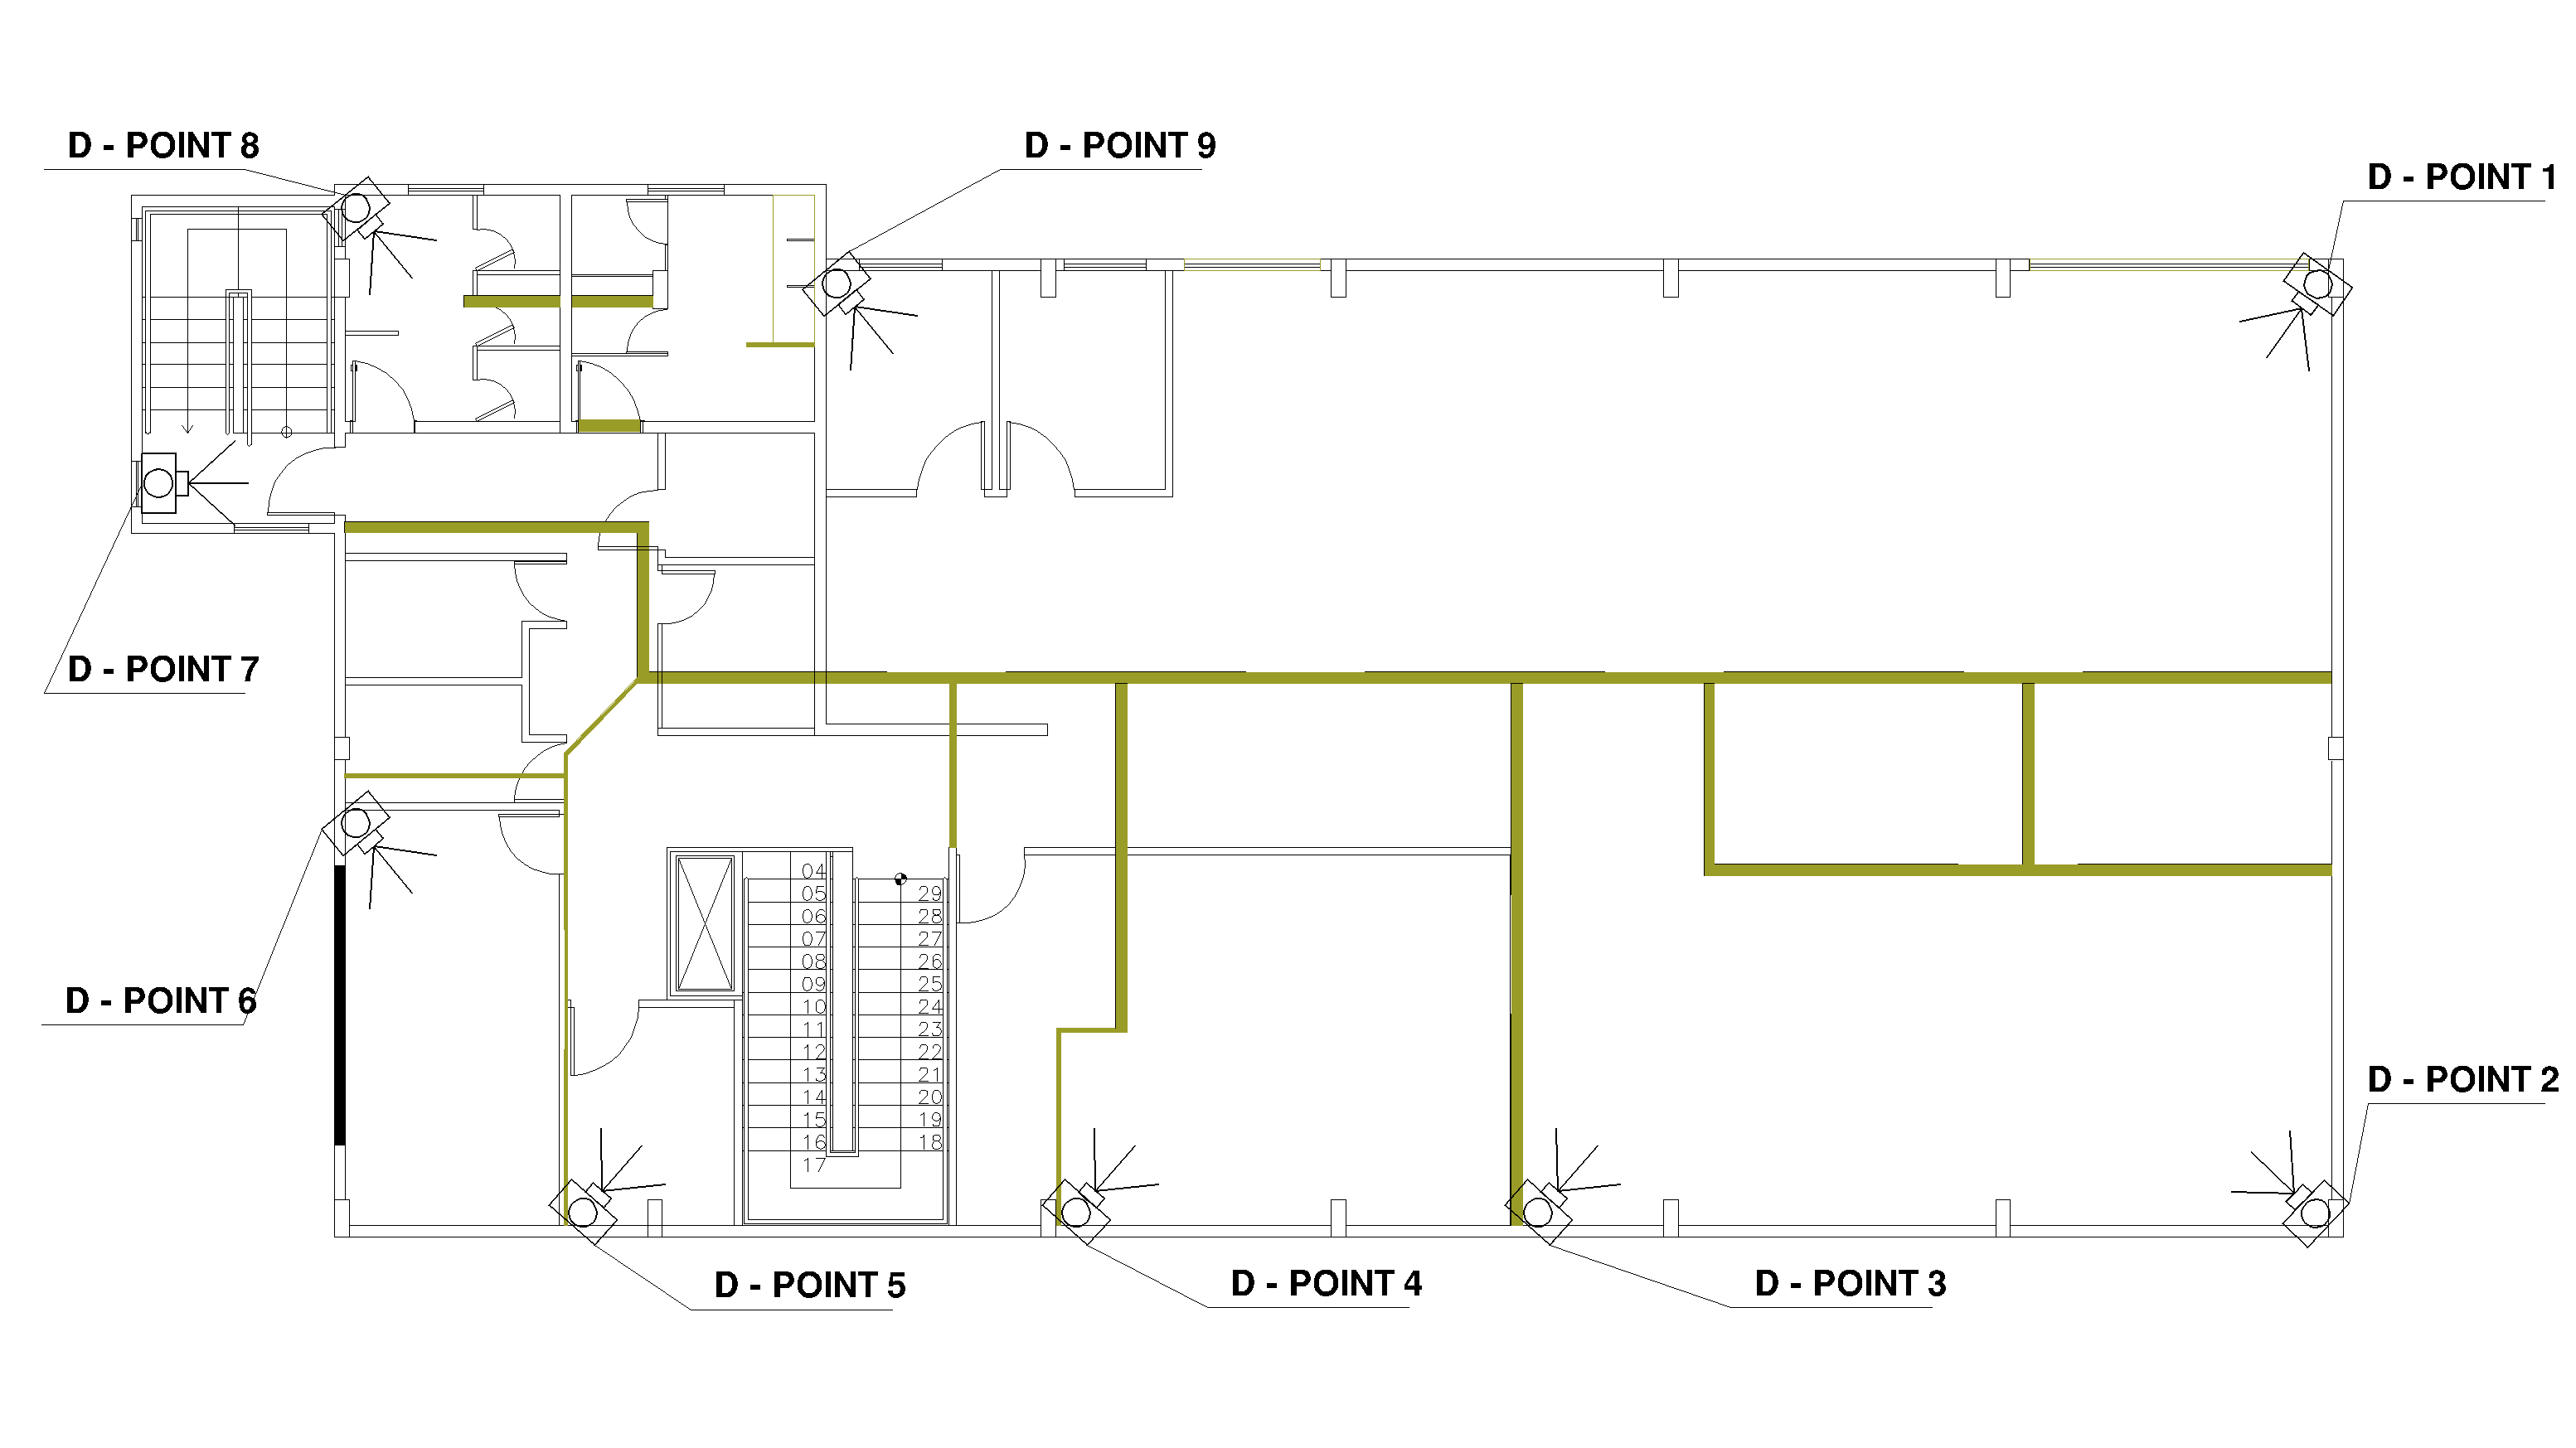 D - POINT 8
D - POINT 9
D - POINT 1
D - POINT 7
04
05
29
06
28
07
27
08
26
09
25
D - POINT 6
10
24
11
23
12
22
13
21
D - POINT 2
14
20
15
19
16
18
17
D - POINT 5
D - POINT 4
D - POINT 3